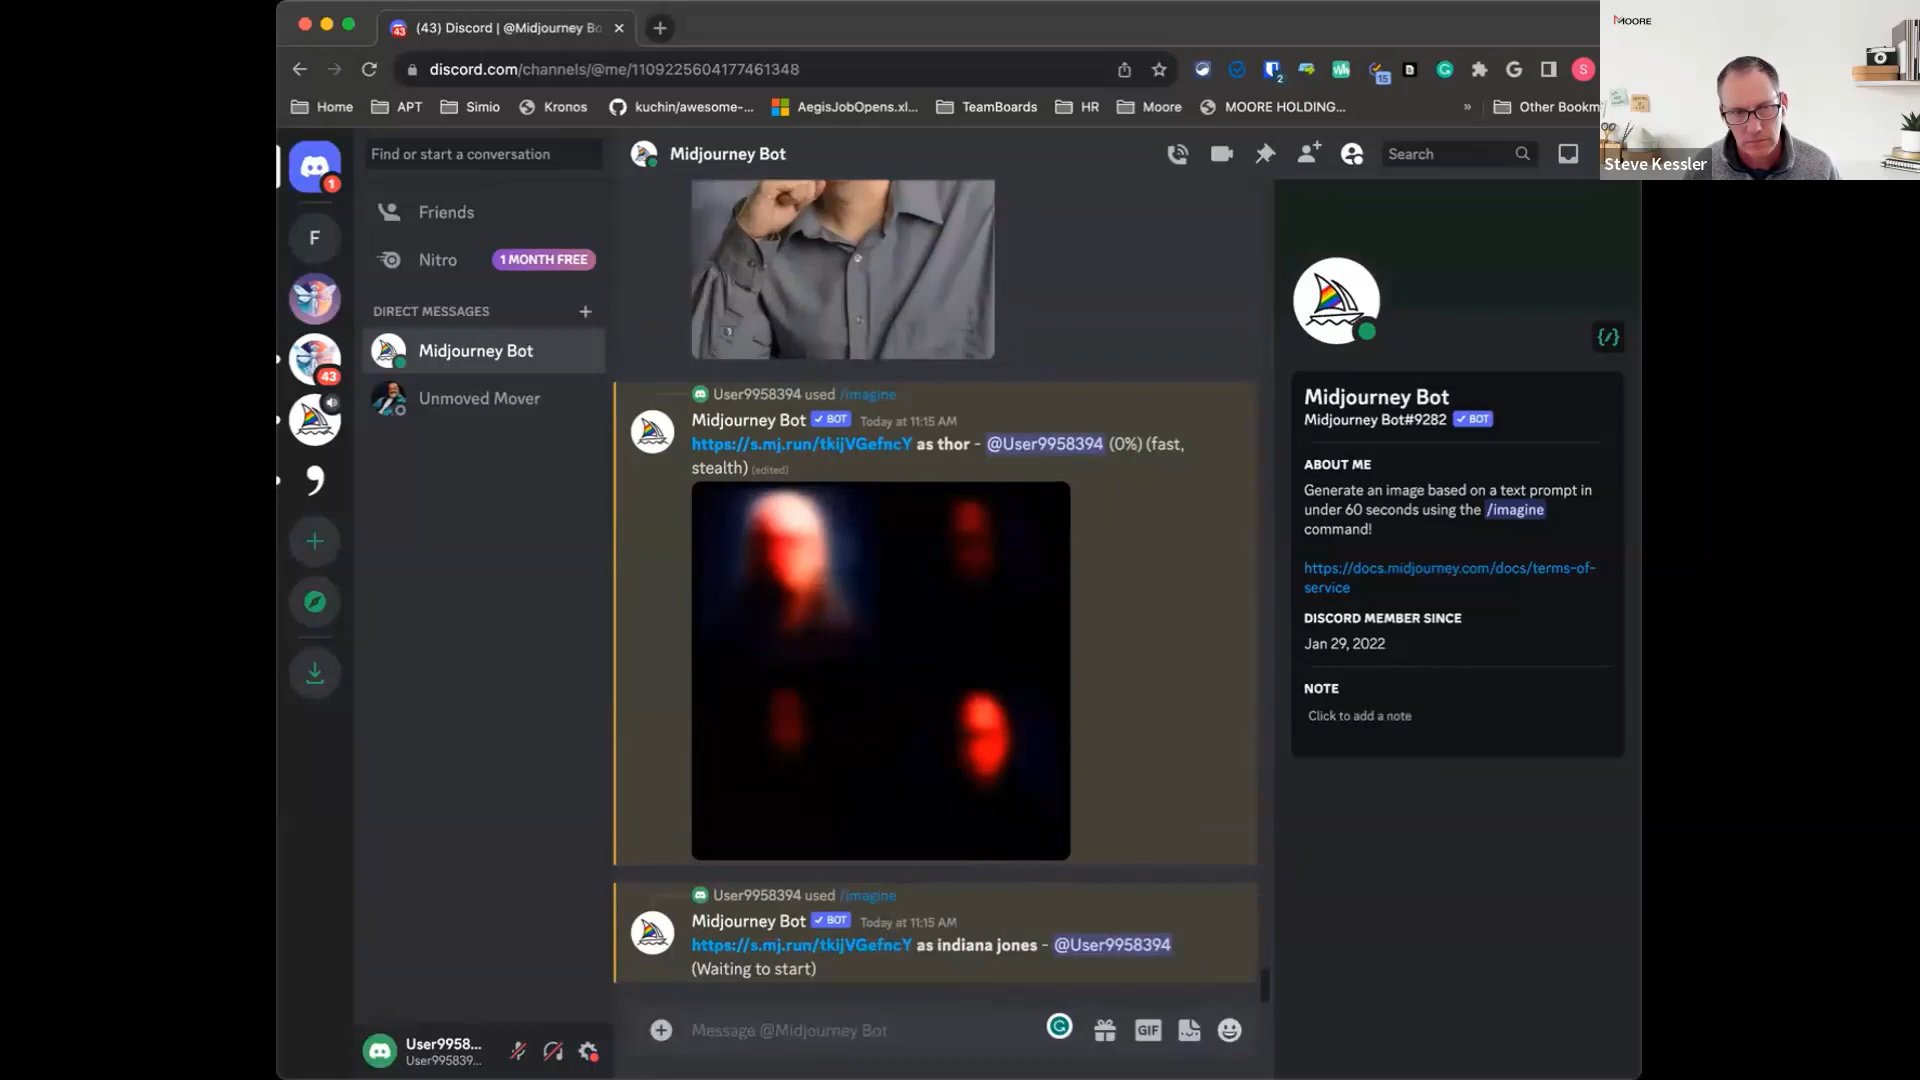 (43) Discord | @Midjourney Bo
discord.com/channels/@me/1109225604177461348
2
15
S
Home
APT
Simio
Kronos
kuchin/awesome-...
AegisJobOpens.xl...
TeamBoards
HR
Moore
MOORE HOLDING...
»
Other Bookm
MOORE
Steve Kessler
Find or start a conversation
Midjourney Bot
Search
1
F
43
Friends
Nitro
1 MONTH FREE
DIRECT MESSAGES
Midjourney Bot
Unmoved Mover
User9958394 used /imagine
Midjourney Bot ✓ BOT Today at 11:15 AM
https://s.mj.run/tkijVGefncY as thor - @User9958394 (0%) (fast,
stealth) (edited)
User9958394 used /imagine
Midjourney Bot ✓ BOT Today at 11:15 AM
https://s.mj.run/tkijVGefncY as indiana jones - @User9958394
(Waiting to start)
Message @Midjourney Bot
GIF
User9958...
User995839...
Midjourney Bot
Midjourney Bot#9282 ✓ BOT
ABOUT ME
Generate an image based on a text prompt in
under 60 seconds using the /imagine
command!
https://docs.midjourney.com/docs/terms-of-
service
DISCORD MEMBER SINCE
Jan 29, 2022
NOTE
Click to add a note